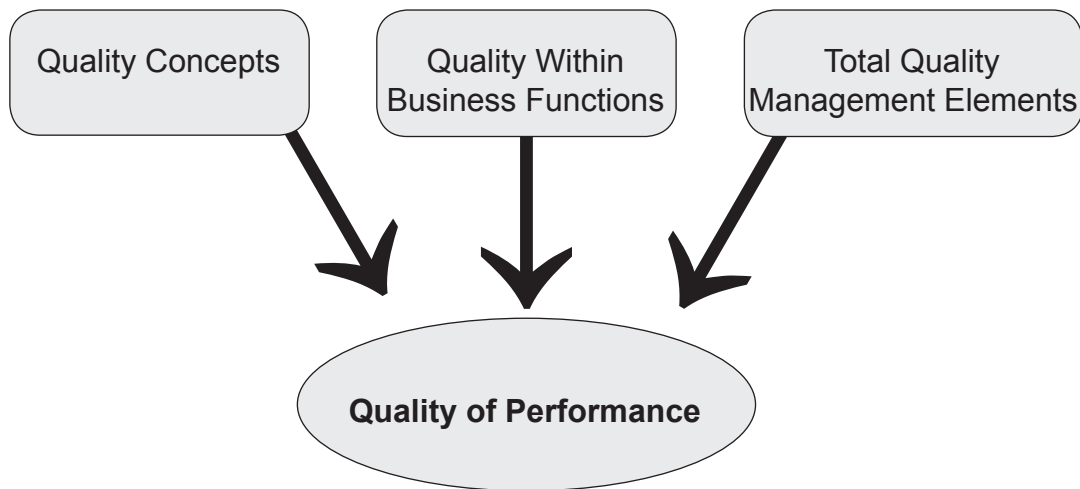 Quality Concepts
Quality Within
Business Functions
Total Quality
Management Elements
Quality of Performance